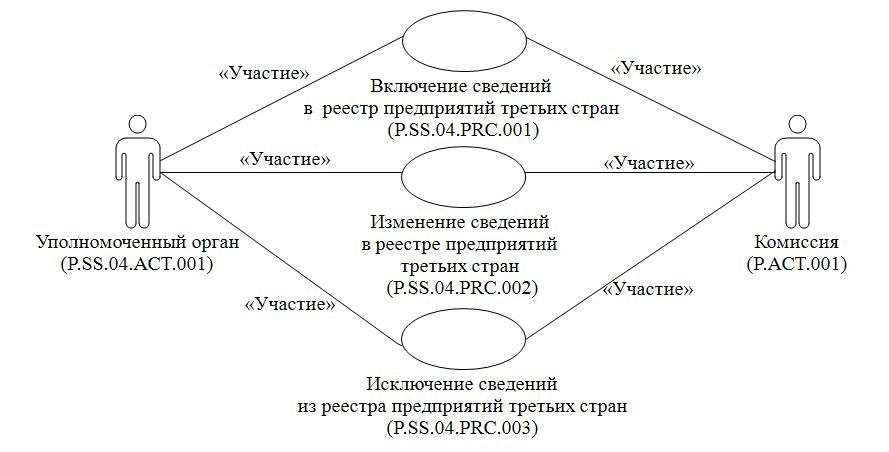 «Участие»
«Участие»
Включение сведений
в реестр предприятий третьих стран
(P.SS.04.PRC.001)
«Участие»
«Участие»
Уполномоченный орган
(P.SS.04.ACT.001)
Изменение сведений
в реестре предприятий
третьих стран
(P.SS.04.PRC.002)
Комиссия
(P.ACT.001)
«Участие»
«Участие»
Исключение сведений
из реестра предприятий третьих стран
(P.SS.04.PRC.003)